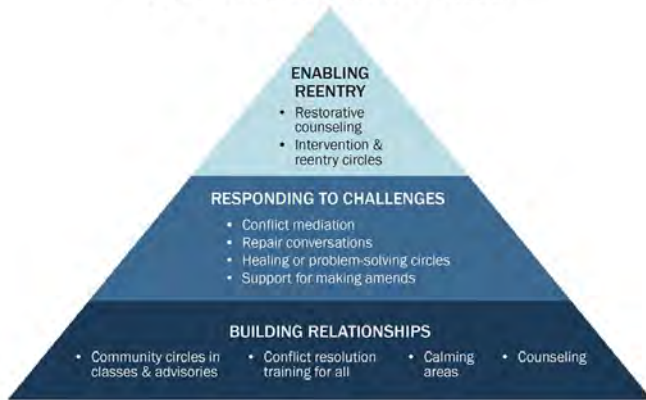 ENABLING
REENTRY
• Restorative
counseling
• Intervention &
reentry circles
RESPONDING TO CHALLENGES
• Conflict mediation
• Repair conversations
• Healing or problem-solving circles
• Support for making amends
BUILDING RELATIONSHIPS
• Community circles in
classes & advisories
• Conflict resolution
training for all
• Calming
areas
• Counseling